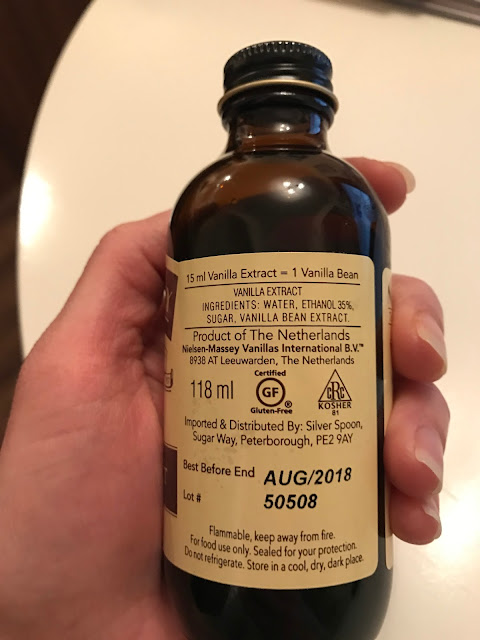 15 ml Vanilla Extract = 1 Vanilla Bean
VANILLA EXTRACT
INGREDIENTS: WATER, ETHANOL 35%,
SUGAR, VANILLA BEAN EXTRACT.
Product of The Netherlands
Nielsen-Massey Vanillas International B.V.™
8938 AT Leeuwarden, The Netherlands
118 ml
Certified
GF®
Gluten-Free
CRC
KOSHER
81
Imported & Distributed By: Silver Spoon,
Sugar Way, Peterborough, PE2 9AY
Best Before End AUG/2018
Lot # 50508
Flammable, keep away from fire.
For food use only. Sealed for your protection.
Do not refrigerate. Store in a cool, dry, dark place.